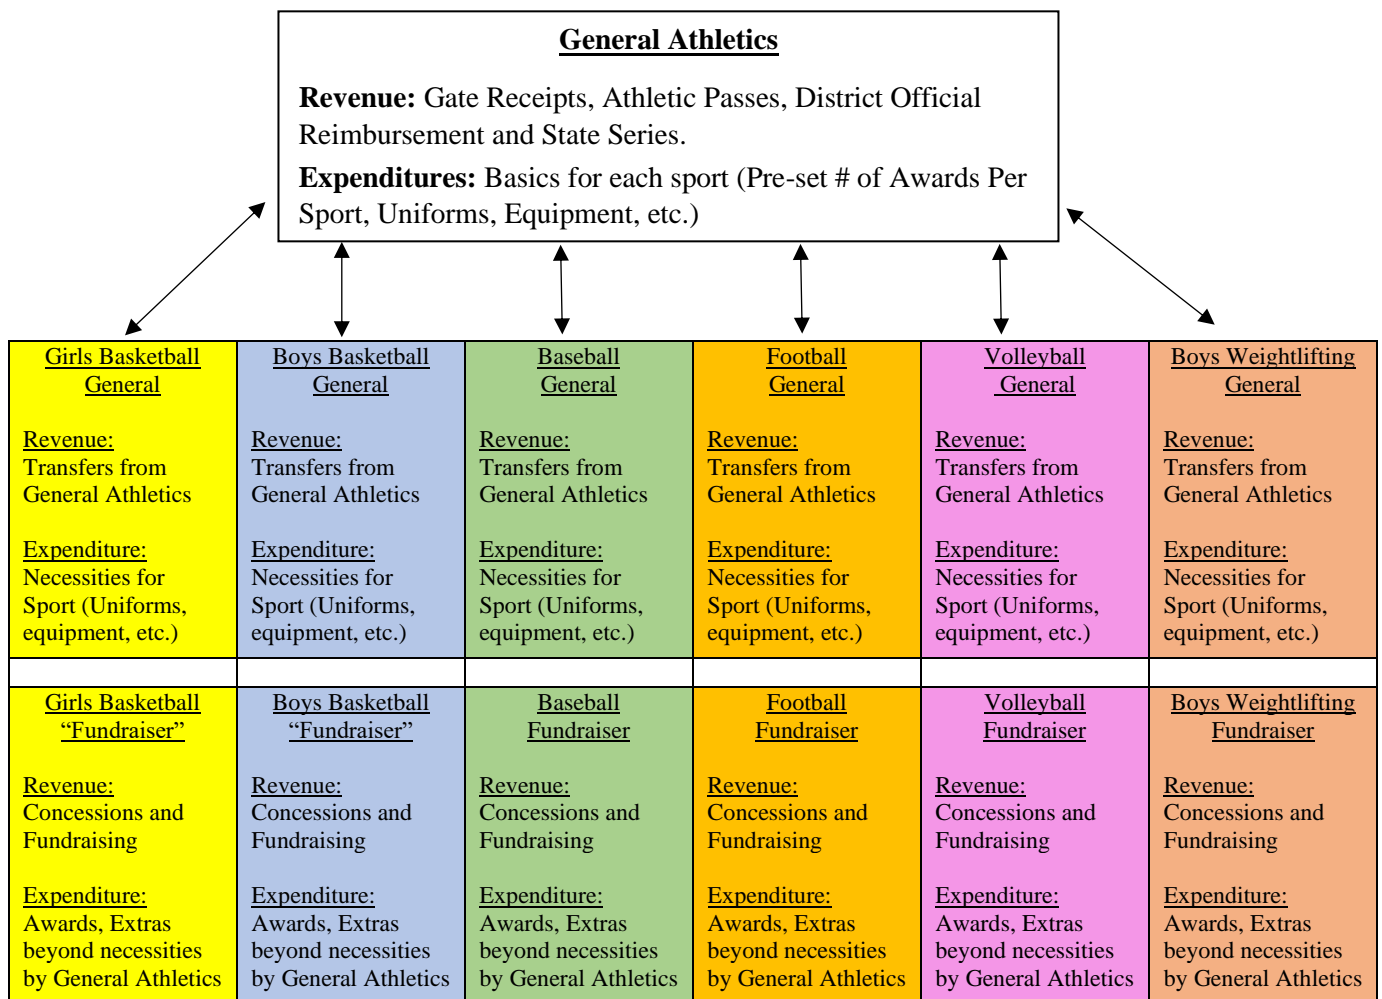 General Athletics
Revenue: Gate Receipts, Athletic Passes, District Official
Reimbursement and State Series.
Expenditures: Basics for each sport (Pre-set # of Awards Per
Sport, Uniforms, Equipment, etc.)
Girls Basketball
General
Revenue:
Transfers from
General Athletics
Expenditure:
Necessities for
Sport (Uniforms,
equipment, etc.)
Boys Basketball
General
Revenue:
Transfers from
General Athletics
Expenditure:
Necessities for
Sport (Uniforms,
equipment, etc.)
Baseball
General
Revenue:
Transfers from
General Athletics
Expenditure:
Necessities for
Sport (Uniforms,
equipment, etc.)
Football
General
Revenue:
Transfers from
General Athletics
Expenditure:
Necessities for
Sport (Uniforms,
equipment, etc.)
Volleyball
General
Revenue:
Transfers from
General Athletics
Expenditure:
Necessities for
Sport (Uniforms,
equipment, etc.)
Boys Weightlifting
General
Revenue:
Transfers from
General Athletics
Expenditure:
Necessities for
Sport (Uniforms,
equipment, etc.)
Girls Basketball
“Fundraiser”
Revenue:
Concessions and
Fundraising
Expenditure:
Awards, Extras
beyond necessities
by General Athletics
Boys Basketball
“Fundraiser”
Revenue:
Concessions and
Fundraising
Expenditure:
Awards, Extras
beyond necessities
by General Athletics
Baseball
Fundraiser
Revenue:
Concessions and
Fundraising
Expenditure:
Awards, Extras
beyond necessities
by General Athletics
Football
Fundraiser
Revenue:
Concessions and
Fundraising
Expenditure:
Awards, Extras
beyond necessities
by General Athletics
Volleyball
Fundraiser
Revenue:
Concessions and
Fundraising
Expenditure:
Awards, Extras
beyond necessities
by General Athletics
Boys Weightlifting
Fundraiser
Revenue:
Concessions and
Fundraising
Expenditure:
Awards, Extras
beyond necessities
by General Athletics